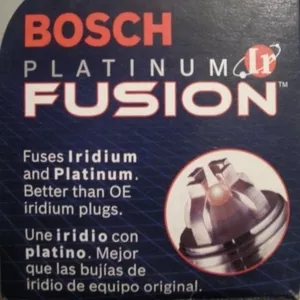 BOSCH
PLATINUM Ir
FUSION™
Fuses Iridium
and Platinum.
Better than OE
iridium plugs.
Une iridio con
platino. Mejor
que las bujías de
iridio de equipo original.